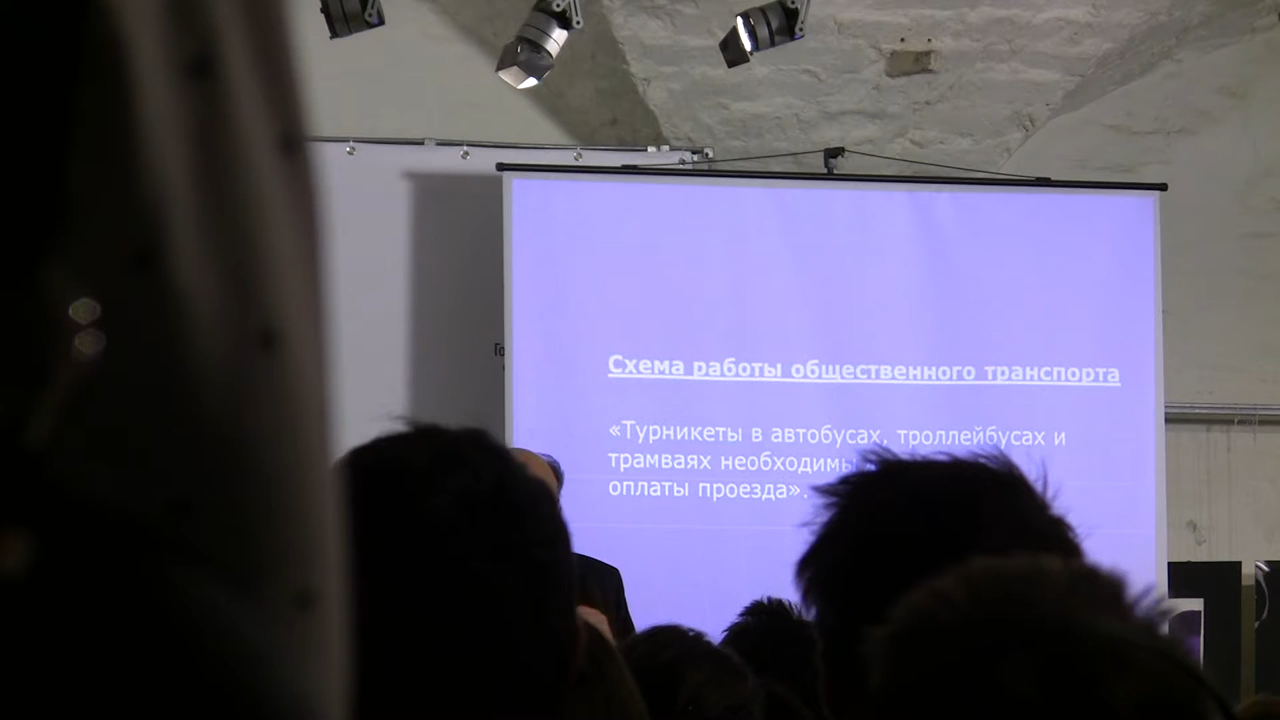 Схема работы общественного транспорта
«Турникеты в автобусах, троллейбусах и
трамваях необходимы
оплаты проезда».